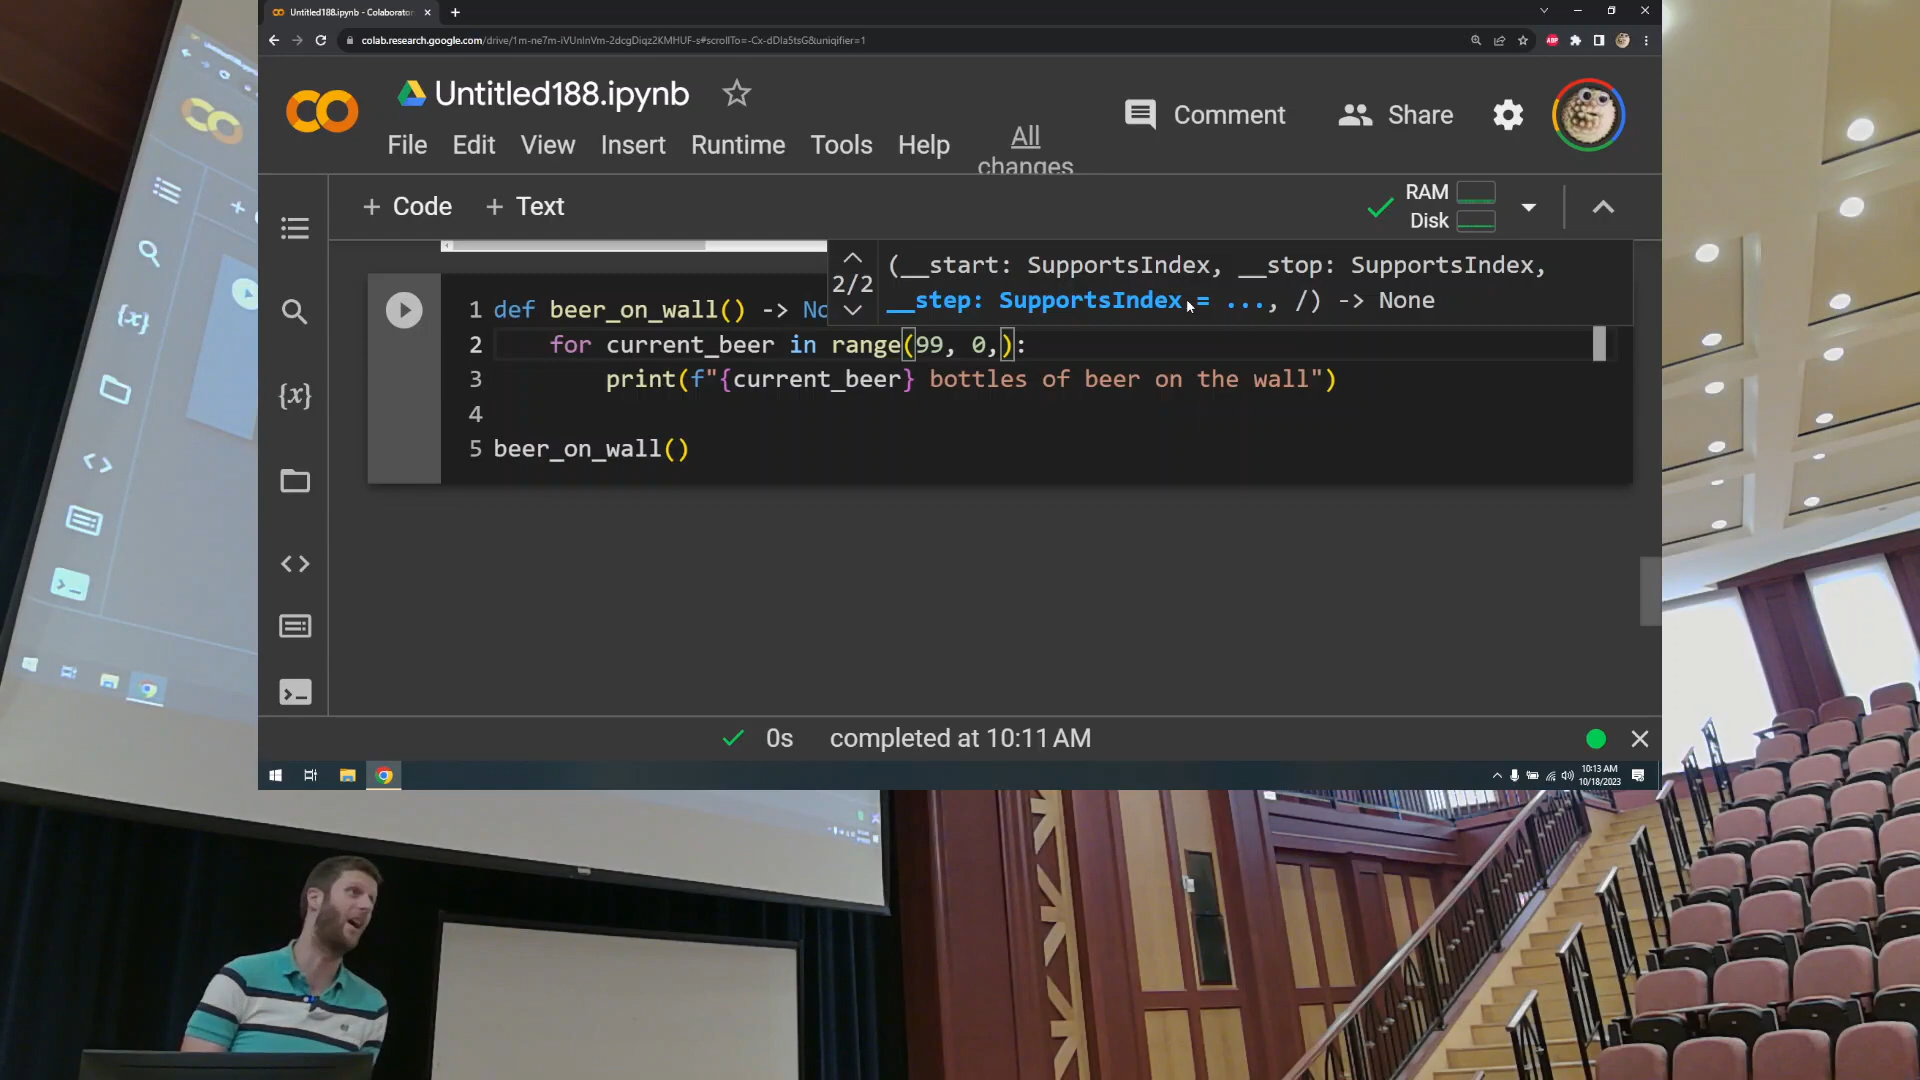 Untitled188.ipynb - Colaborator
colab.research.google.com/drive/1m-ne7m-iVUnInVm-2dcgDiqz2KMHUF-s#scrollTo=-Cx-dDIa5tsG&uniqifier=1
ABP
Untitled188.ipynb
Comment
Share
File Edit View Insert Runtime Tools Help
All changes
+ Code + Text
RAM
Disk
2/2
(__start: SupportsIndex, __stop: SupportsIndex,
__step: SupportsIndex = ..., /) -> None
1 def beer_on_wall() -> No
2 for current_beer in range(99, 0,):
3 print(f"{current_beer} bottles of beer on the wall")
4
5 beer_on_wall()
{x}
<>
0s completed at 10:11 AM
10:13 AM
10/18/2023